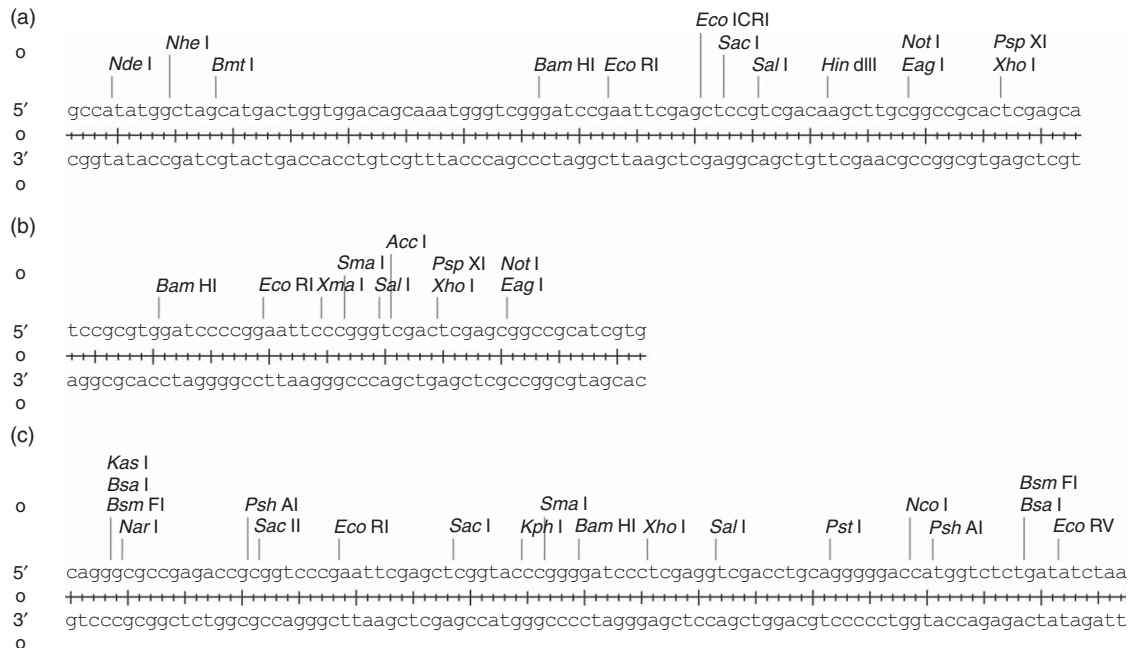 (a)
Eco ICRI
o Nhe I Sac I Not I Psp XI
Nde I Bmt I Bam HI Eco RI Sal I Hin dIII Eag I Xho I
5′ gccatatggctagcatgactggtggacagcaaatgggtcgggatccgaattcgagctccgtcgacaagcttgcggccgcactcgagca
o
3′ cggtataccgatcgtactgaccacctgtcgtttacccagccctaggcttaagctcgaggcagctgttcgaacgccggcgtgagctcgt
o
(b)
Acc I
o Sma I Psp XI Not I
Bam HI Eco RI Xma I Sal I Xho I Eag I
5′ tccgcgtggatccccggaattcccgggtcgactcgagcggccgcatcgtg
o
3′ aggcgcacctaggggccttaagggcccagctgagctcgccggcgtagcac
o
(c)
Kas I
Bsa I Bsm FI
o Bsm FI Psh AI Sma I Nco I Bsa I
Nar I Sac II Eco RI Sac I Kph I Bam HI Xho I Sal I Pst I Psh AI Eco RV
5′ cagggcgccgagaccgcggtcccgaattcgagctcggtacccggggatccctcgaggtcgacctgcagggggaccatggtctctgatatctaa
o
3′ gtcccgcggctctggcgccagggcttaagctcgagccatgggcccctagggagctccagctggacgtccccctggtaccagagactatagatt
o